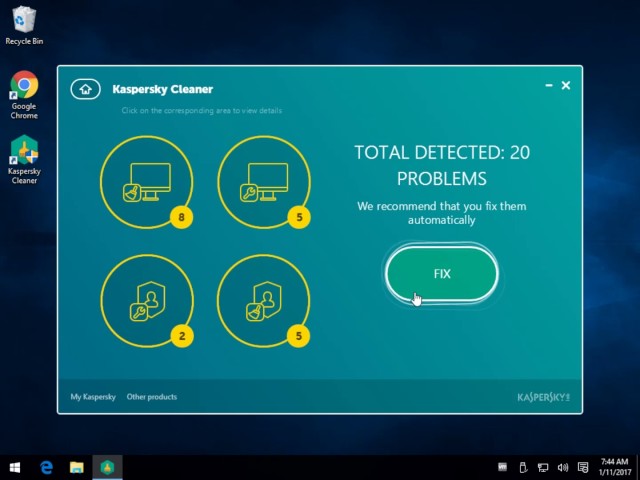 Recycle Bin
Google
Chrome
Kaspersky
Cleaner
Kaspersky Cleaner
Click on the corresponding area to view details
8
5
2
5
TOTAL DETECTED: 20
PROBLEMS
We recommend that you fix them
automatically
FIX
My Kaspersky
Other products
KASPERSKY
7:44 AM
1/11/2017